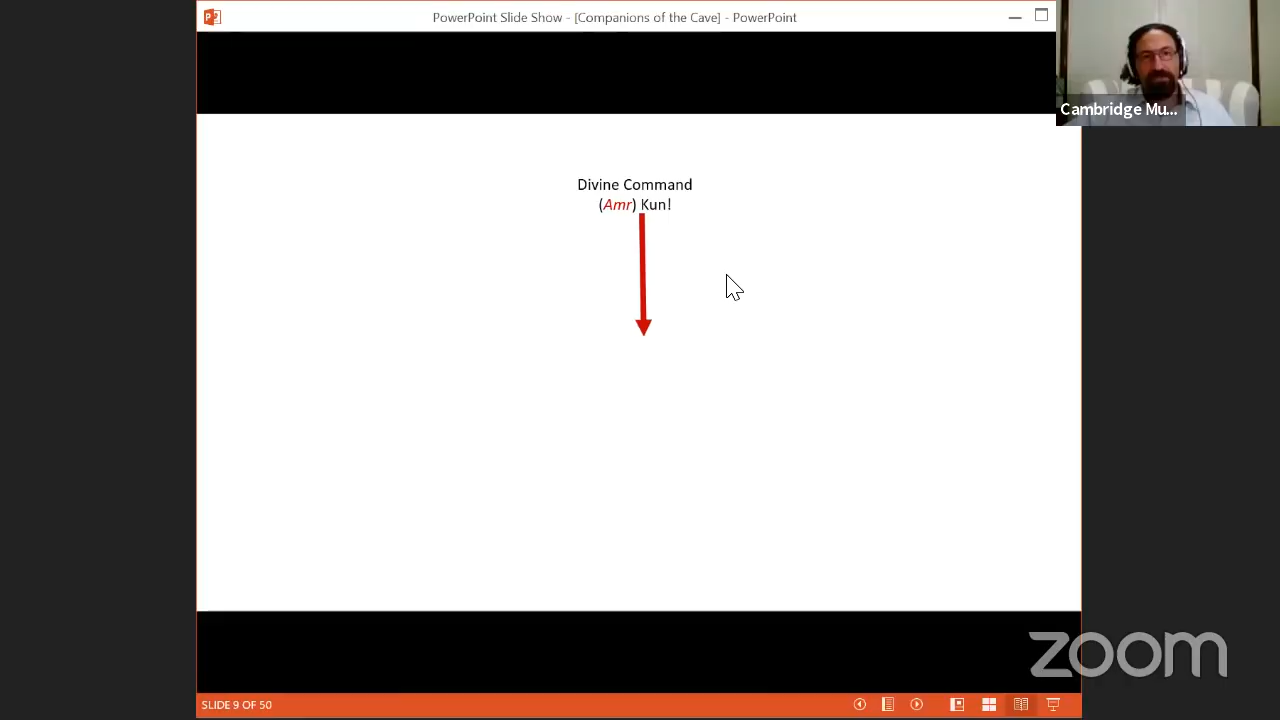 PowerPoint Slide Show - [Companions of the Cave] - PowerPoint
Cambridge Mu...
Divine Command
(Amr) Kun!
zoom
SLIDE 9 OF 50